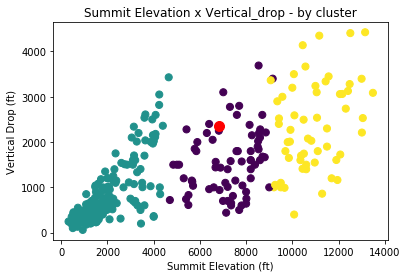 Summit Elevation x Vertical_drop - by cluster
Vertical Drop (ft)
4000
3000
2000
1000
0
0 2000 4000 6000 8000 10000 12000 14000
Summit Elevation (ft)